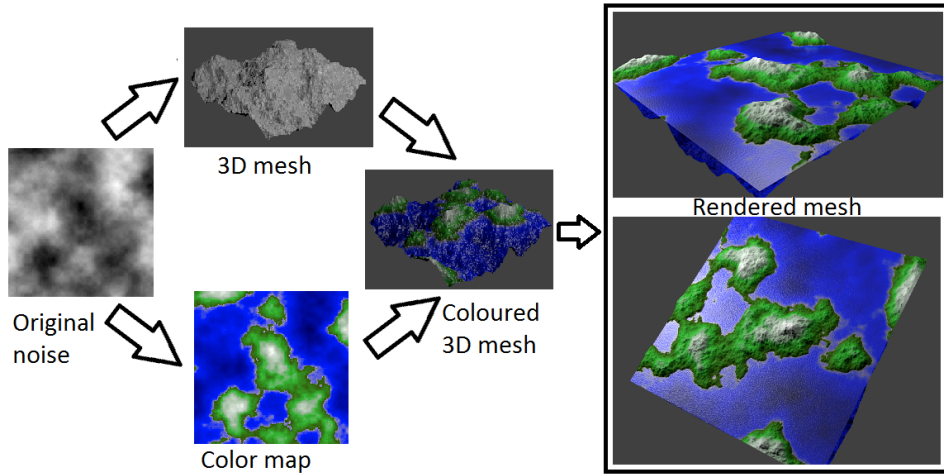 3D mesh
Original
noise
Color map
Coloured
3D mesh
Rendered mesh